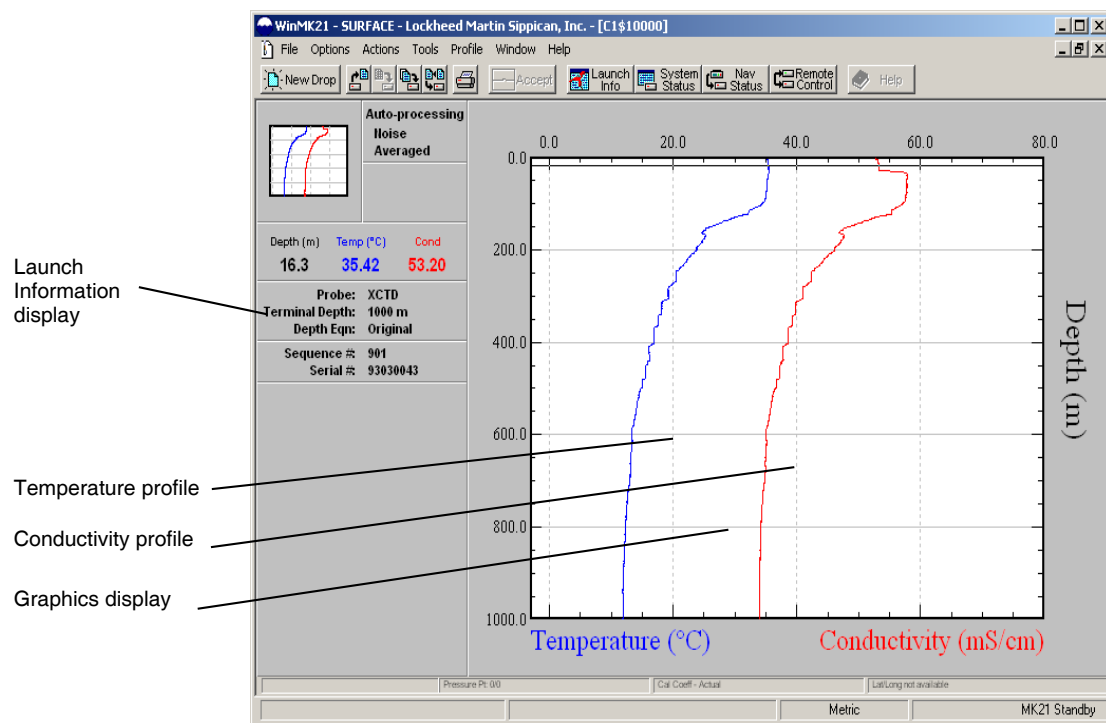 WinMK21 - SURFACE - Lockheed Martin Sippican, Inc. - [C1$10000]
File Options Actions Tools Profile Window Help
New Drop Accept Launch Info System Status Nav Status Remote Control Help
Auto-processing
Noise
Averaged
Depth (m) Temp (°C) Cond
16.3 35.42 53.20
Probe: XCTD
Terminal Depth: 1000 m
Depth Eqn: Original
Sequence #: 901
Serial #: 93030043
0.0 20.0 40.0 60.0 80.0
0.0
200.0
400.0
600.0
800.0
1000.0
Depth (m)
Temperature (°C) Conductivity (mS/cm)
Pressure Pt: 0/0 Cal Coeff - Actual Lat/Long not available
Metric MK21 Standby
Launch
Information
display
Temperature profile
Conductivity profile
Graphics display